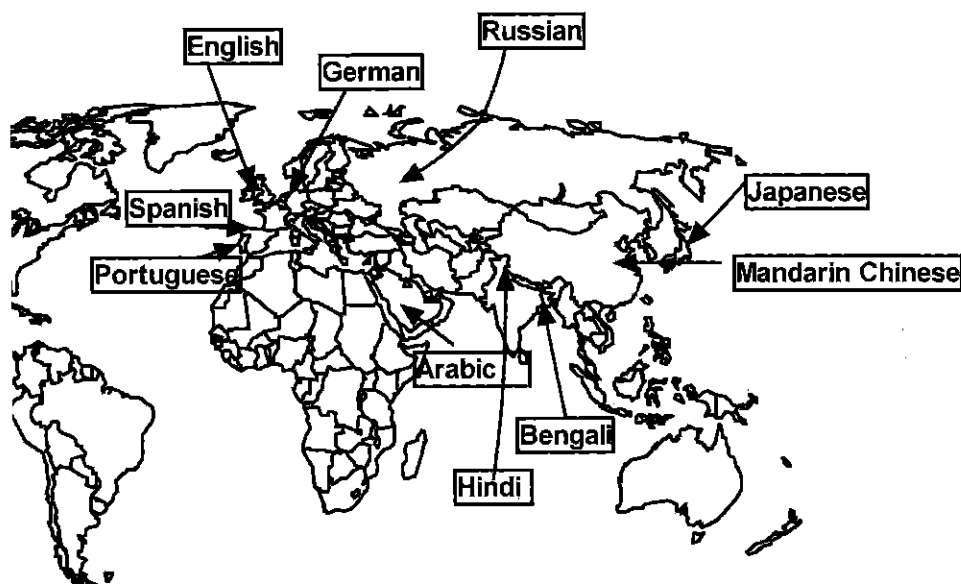 Russian
English
German
Japanese
Spanish
Portuguese
Mandarin Chinese
Arabic
Bengali
Hindi